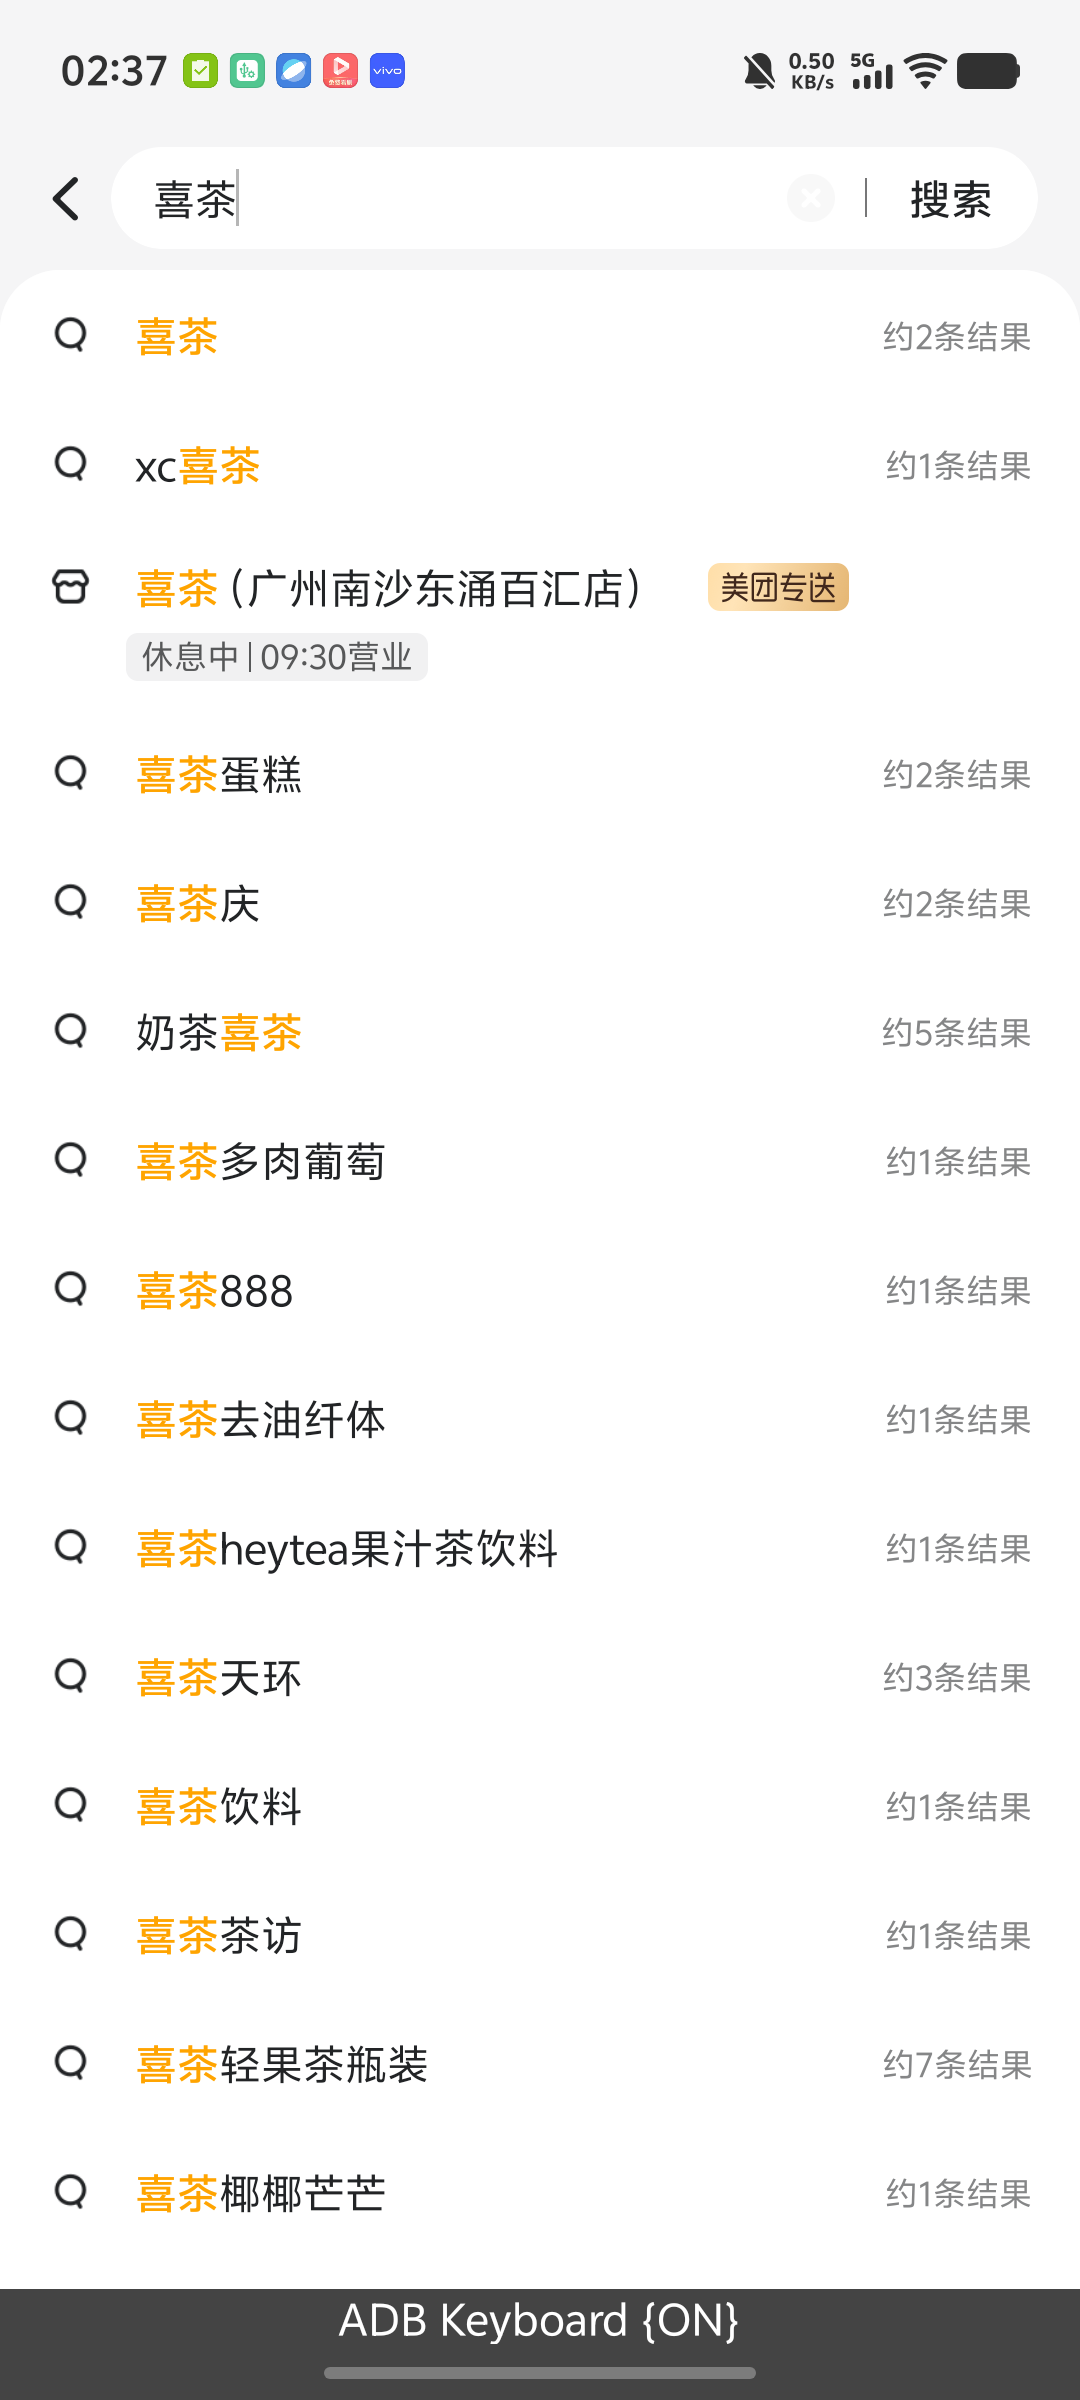 02:37
vivo
0.50 KB/s
5G
喜茶
搜索
喜茶
约2条结果
xc喜茶
约1条结果
喜茶（广州南沙东涌百汇店）
美团专送
休息中|09:30营业
喜茶蛋糕
约2条结果
喜茶庆
约2条结果
奶茶喜茶
约5条结果
喜茶多肉葡萄
约1条结果
喜茶888
约1条结果
喜茶去油纤体
约1条结果
喜茶heytea果汁茶饮料
约1条结果
喜茶天环
约3条结果
喜茶饮料
约1条结果
喜茶茶访
约1条结果
喜茶轻果茶瓶装
约7条结果
喜茶椰椰芒芒
约1条结果
ADB Keyboard {ON}